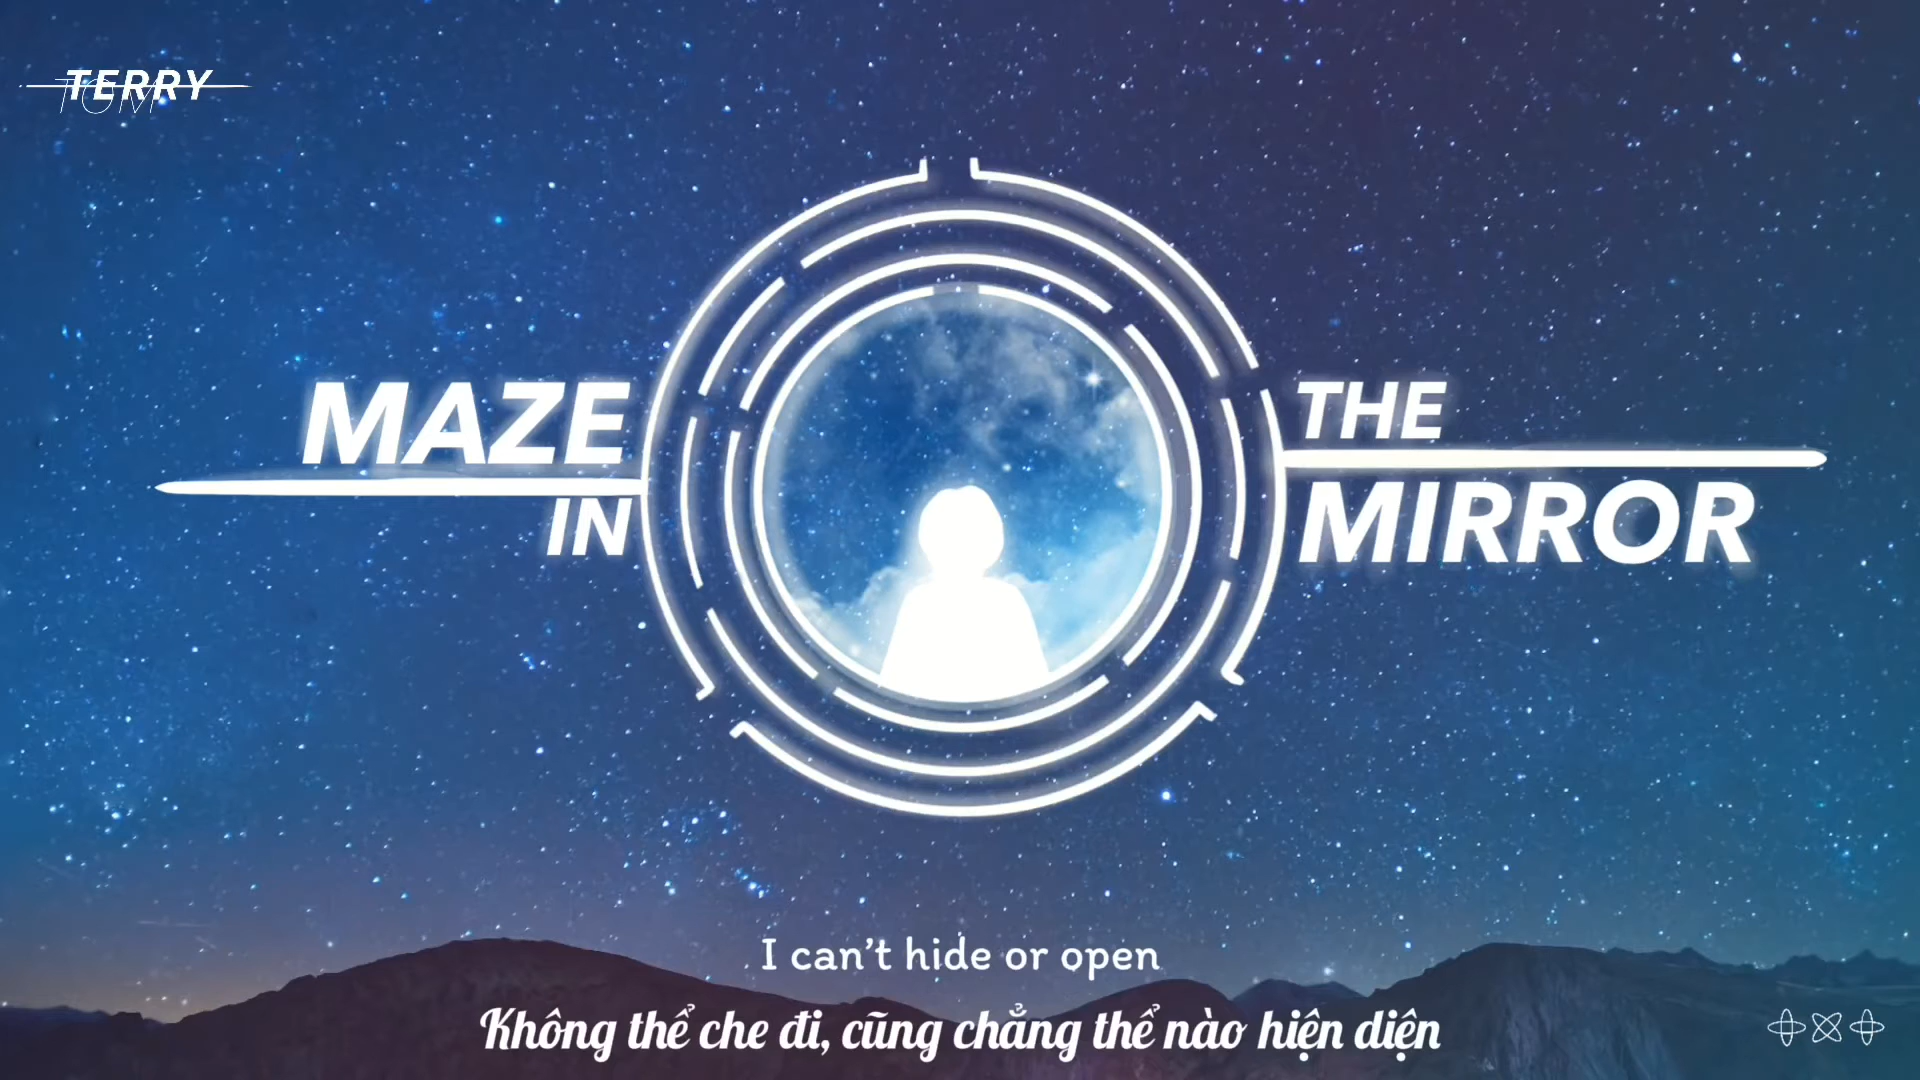 TERRY
TOM
MAZE
IN
THE
MIRROR
I can't hide or open
Không thể che đi, cũng chẳng thể nào hiện diện